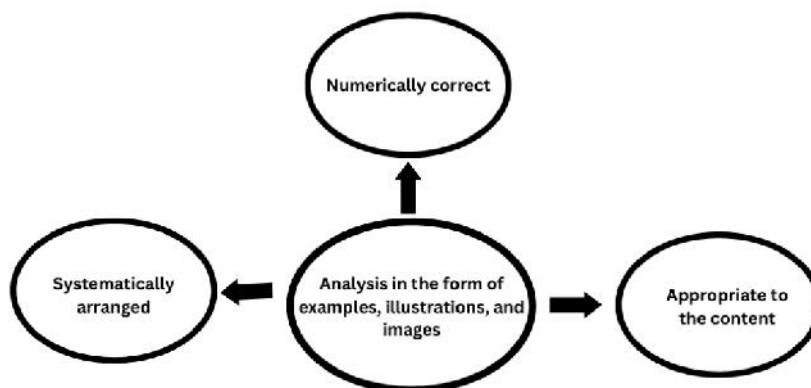 Numerically correct
Systematically
arranged
Analysis in the form of
examples, illustrations, and
images
Appropriate to
the content